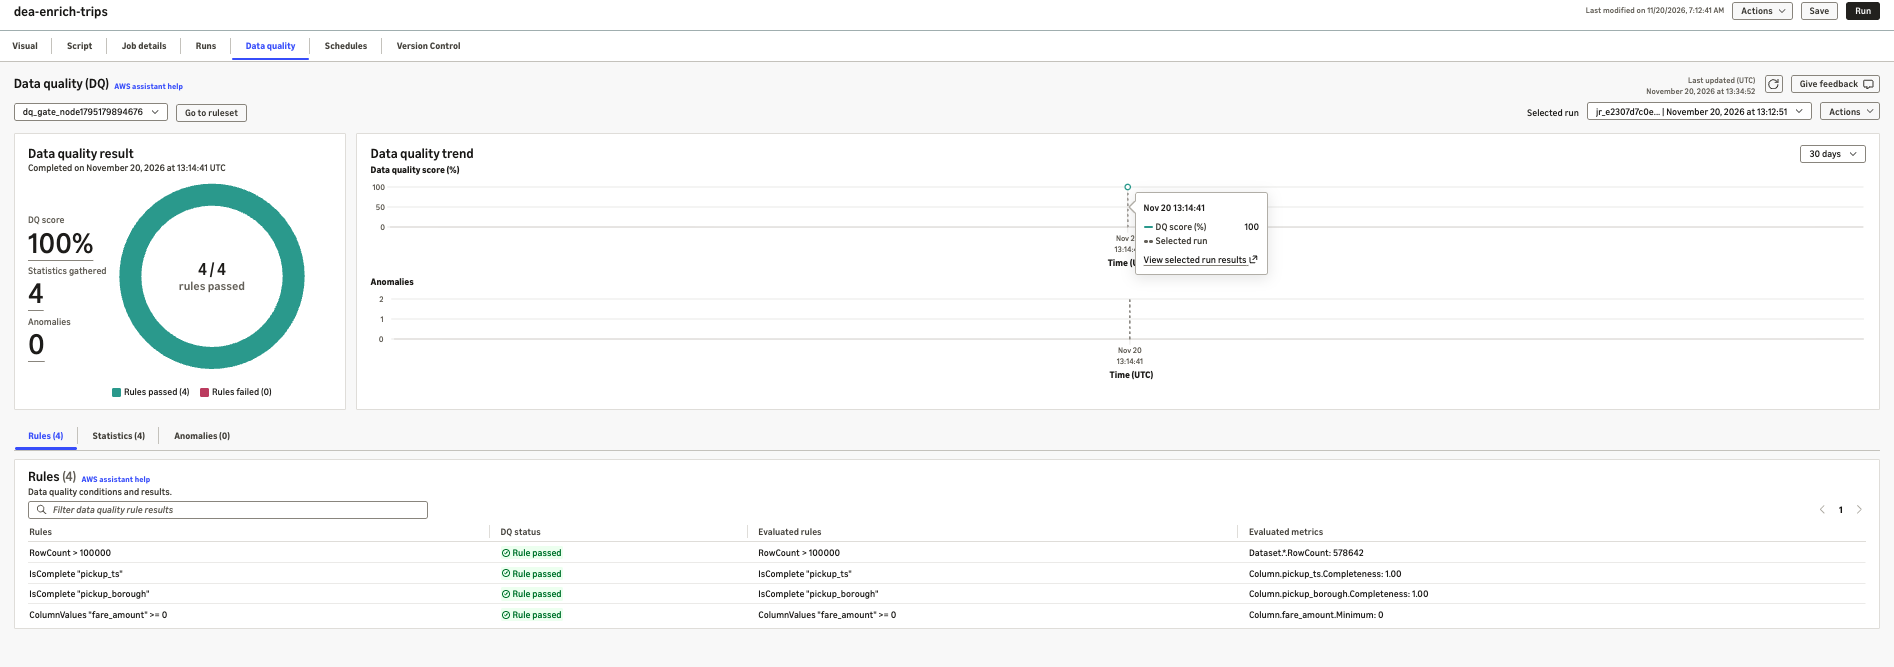 dea-enrich-trips
Last modified on 11/20/2026, 7:12:41 AM
Actions
Save
Run
Visual
Script
Job details
Runs
Data quality
Schedules
Version Control
Data quality (DQ)
AWS assistant help
Last updated (UTC)
November 20, 2026 at 13:34:52
Give feedback
dq_gate_node1795179894676
Go to ruleset
Selected run
jr_e2307d7c0e... | November 20, 2026 at 13:12:51
Actions
Data quality result
Completed on November 20, 2026 at 13:14:41 UTC
DQ score
100%
Statistics gathered
4
Anomalies
0
4 / 4
rules passed
Rules passed (4)
Rules failed (0)
Data quality trend
30 days
Data quality score (%)
100
50
0
Nov 2
13:14:
Time (U
Nov 20 13:14:41
DQ score (%) 100
Selected run
View selected run results
Anomalies
2
1
0
Nov 20
13:14:41
Time (UTC)
Rules (4)
Statistics (4)
Anomalies (0)
Rules (4)
AWS assistant help
Data quality conditions and results.
Filter data quality rule results
1
Rules DQ status Evaluated rules Evaluated metrics
RowCount > 100000 Rule passed RowCount > 100000 Dataset.*.RowCount: 578642
IsComplete "pickup_ts" Rule passed IsComplete "pickup_ts" Column.pickup_ts.Completeness: 1.00
IsComplete "pickup_borough" Rule passed IsComplete "pickup_borough" Column.pickup_borough.Completeness: 1.00
ColumnValues "fare_amount" >= 0 Rule passed ColumnValues "fare_amount" >= 0 Column.fare_amount.Minimum: 0